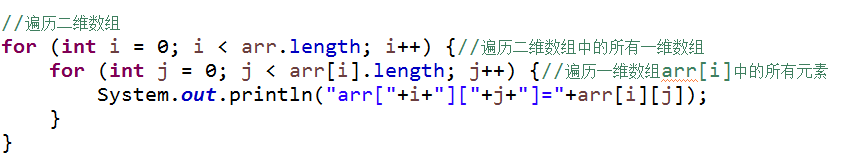 //遍历二维数组
for (int i = 0; i < arr.length; i++) {//遍历二维数组中的所有一维数组
    for (int j = 0; j < arr[i].length; j++) {//遍历一维数组arr[i]中的所有元素
        System.out.println("arr["+i+"]["+j+"]="+arr[i][j]);
    }
}